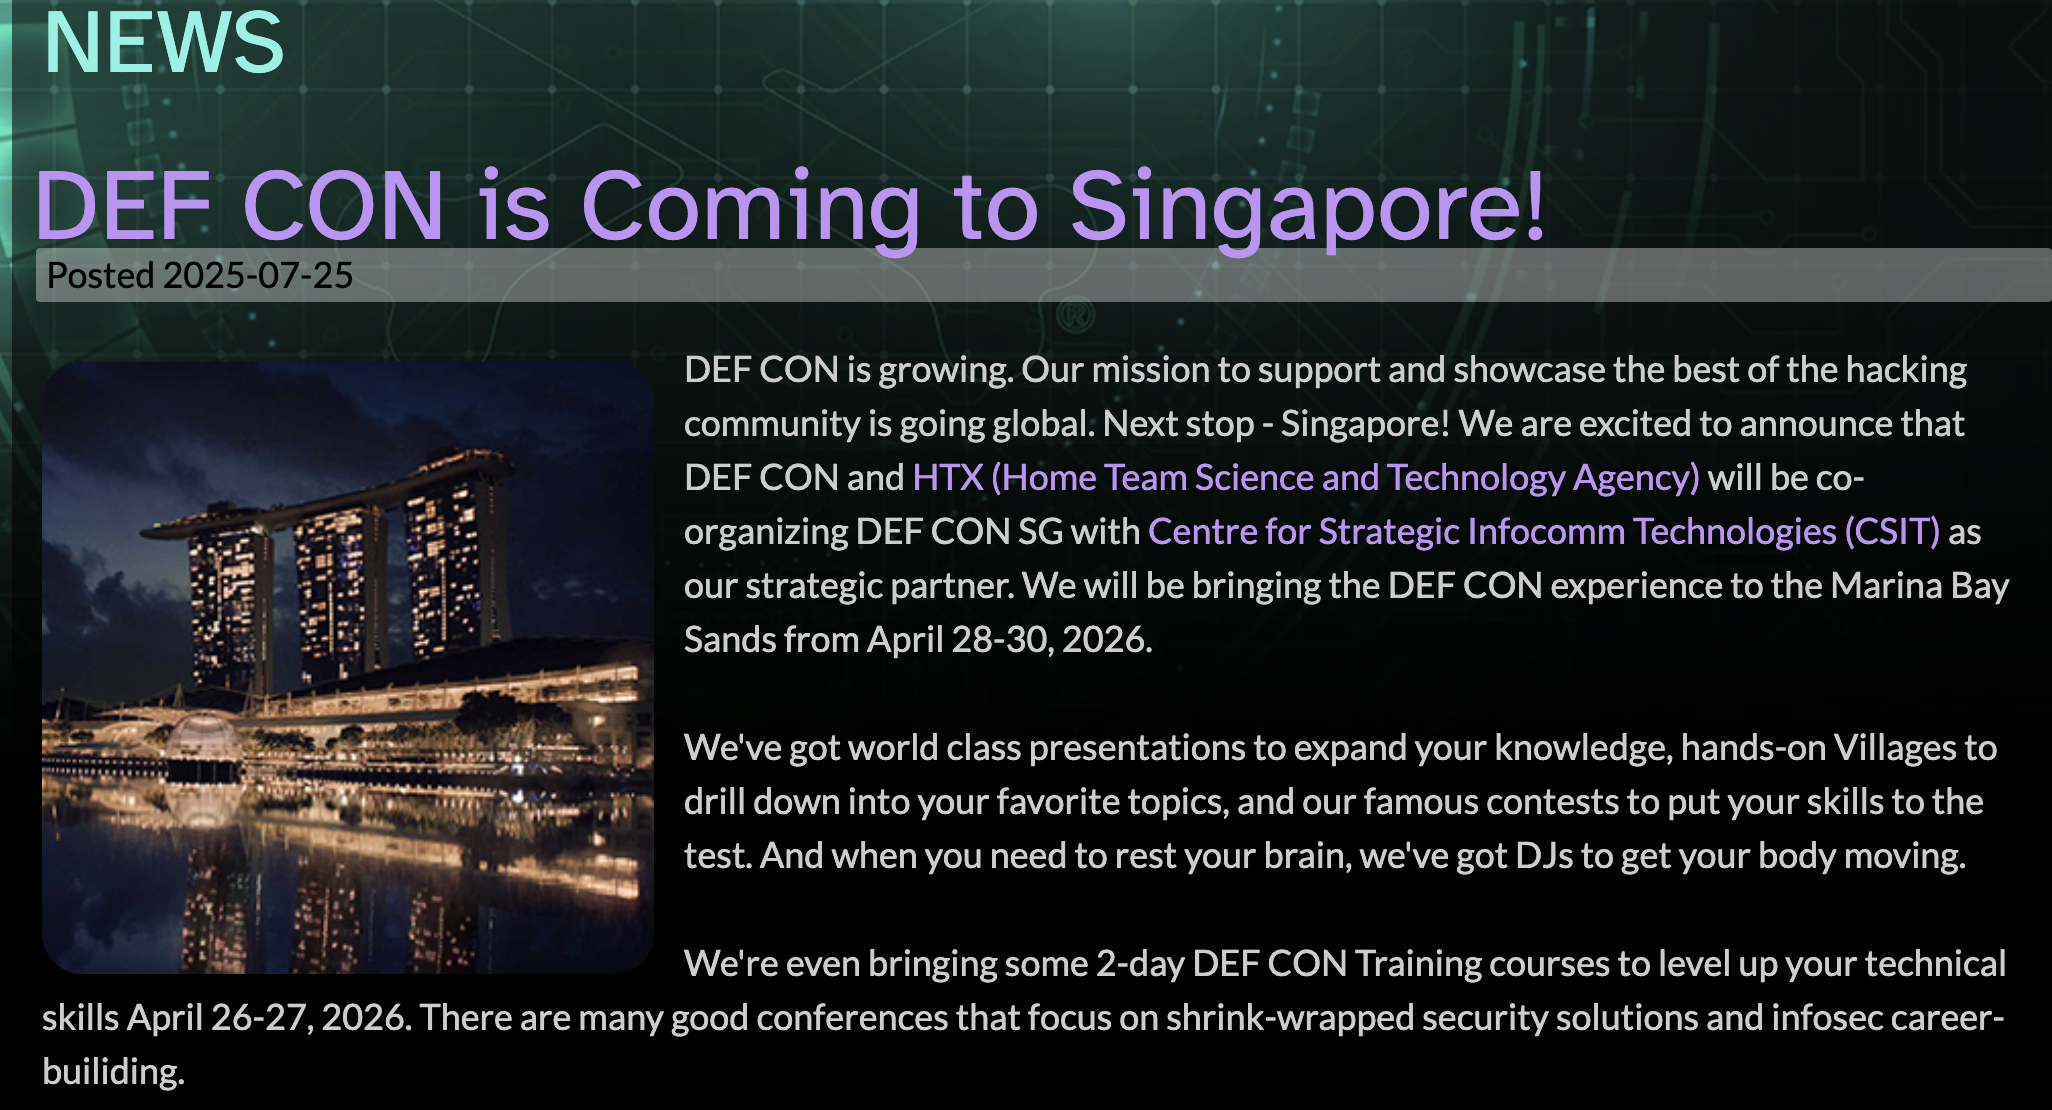 NEWS
DEF CON is Coming to Singapore!
Posted 2025-07-25
®
DEF CON is growing. Our mission to support and showcase the best of the hacking
community is going global. Next stop - Singapore! We are excited to announce that
DEF CON and HTX (Home Team Science and Technology Agency) will be co-
organizing DEF CON SG with Centre for Strategic Infocomm Technologies (CSIT) as
our strategic partner. We will be bringing the DEF CON experience to the Marina Bay
Sands from April 28-30, 2026.
We've got world class presentations to expand your knowledge, hands-on Villages to
drill down into your favorite topics, and our famous contests to put your skills to the
test. And when you need to rest your brain, we've got DJs to get your body moving.
We're even bringing some 2-day DEF CON Training courses to level up your technical
skills April 26-27, 2026. There are many good conferences that focus on shrink-wrapped security solutions and infosec career-
builiding.